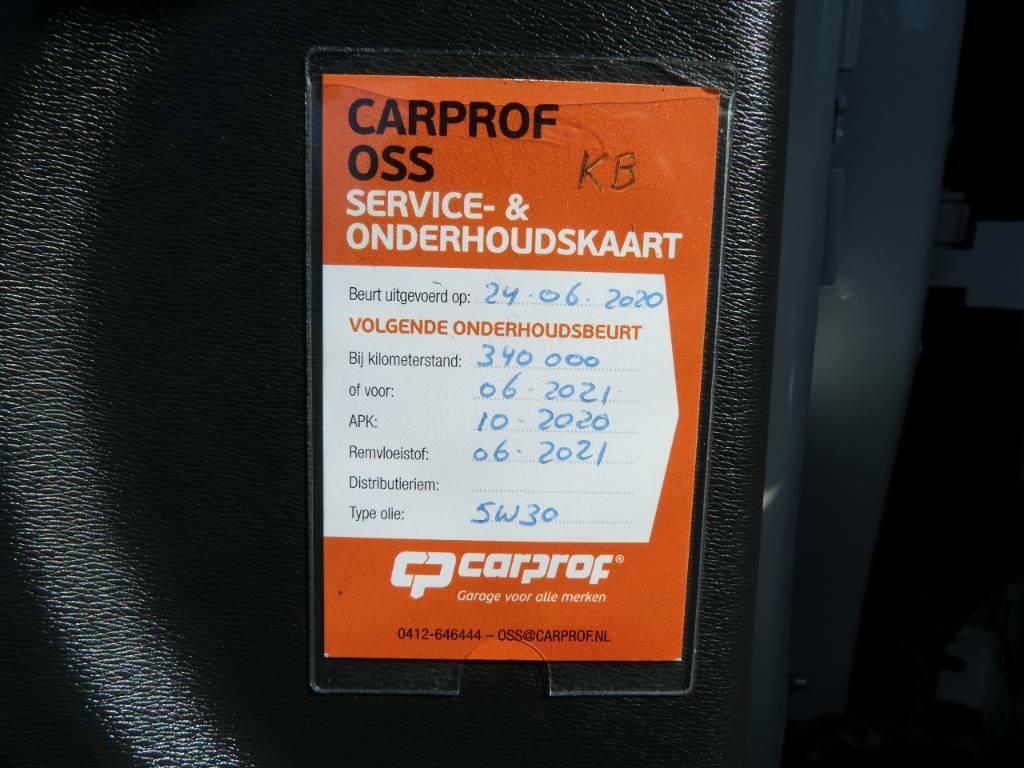 CARPROF
OSS
KB
SERVICE- &
ONDERHOUDSKAART
Beurt uitgevoerd op: 24-06-2020
VOLGENDE ONDERHOUDSBEURT
Bij kilometerstand: 340 000
of voor: 06-2021
APK: 10-2020
Remvloeistof: 06-2021
Distributieriem:
Type olie: 5W30
CP carprof®
Garage voor alle merken
0412-646444 – OSS@CARPROF.NL